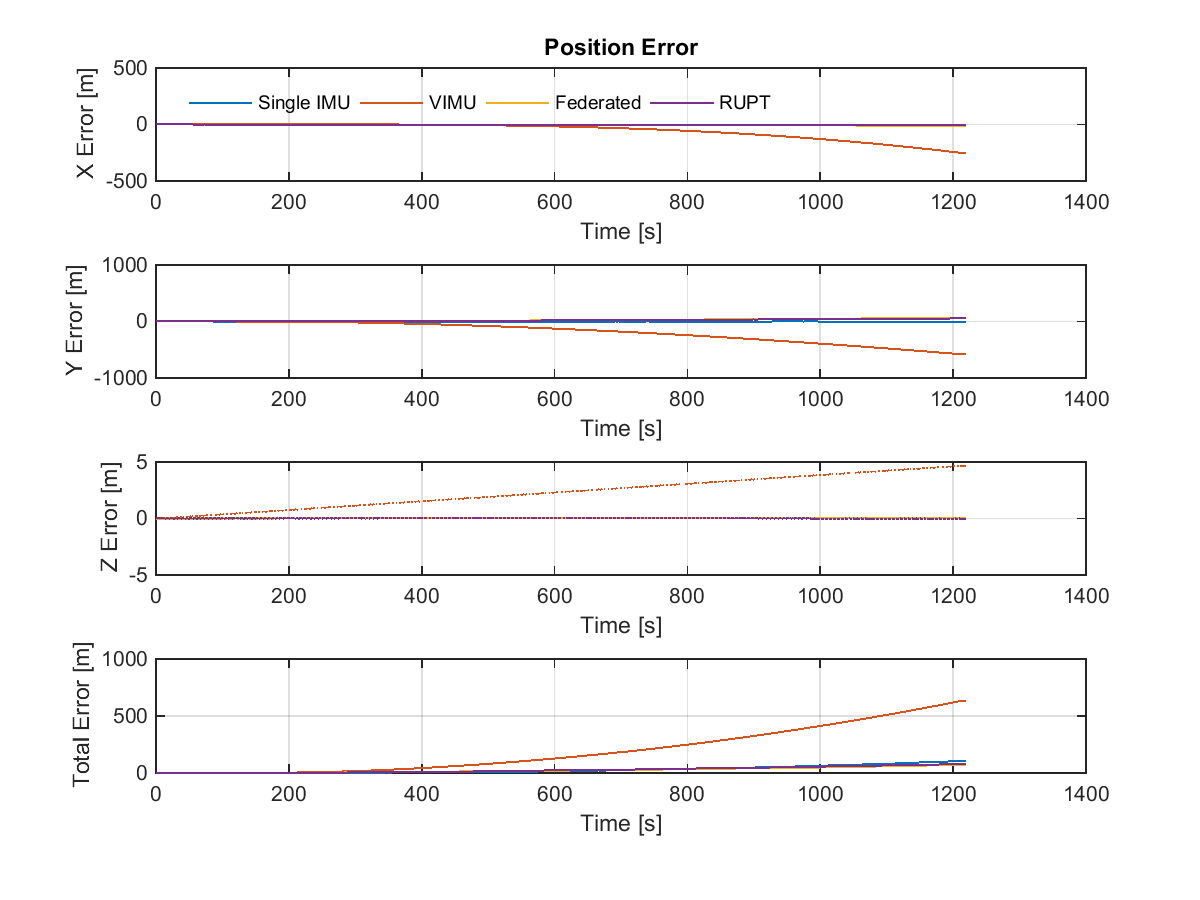 Position Error
X Error [m]
500
0
-500
Single IMU VIMU Federated RUPT
0 200 400 600 800 1000 1200 1400
Time [s]
Y Error [m]
1000
0
-1000
0 200 400 600 800 1000 1200 1400
Time [s]
Z Error [m]
5
0
-5
0 200 400 600 800 1000 1200 1400
Time [s]
Total Error [m]
1000
500
0
0 200 400 600 800 1000 1200 1400
Time [s]